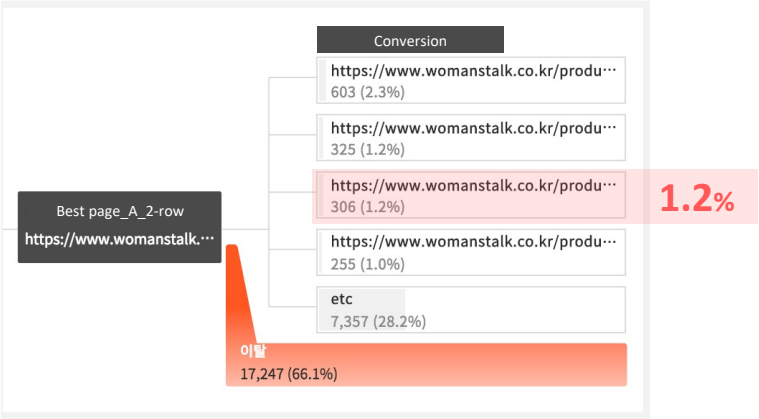 Conversion
https://www.womanstalk.co.kr/produ⋯
603 (2.3%)
https://www.womanstalk.co.kr/produ⋯
325 (1.2%)
https://www.womanstalk.co.kr/produ⋯
306 (1.2%)
1.2%
Best page_A_2-row
https://www.womanstalk.⋯
https://www.womanstalk.co.kr/produ⋯
255 (1.0%)
etc
7,357 (28.2%)
이탈
17,247 (66.1%)